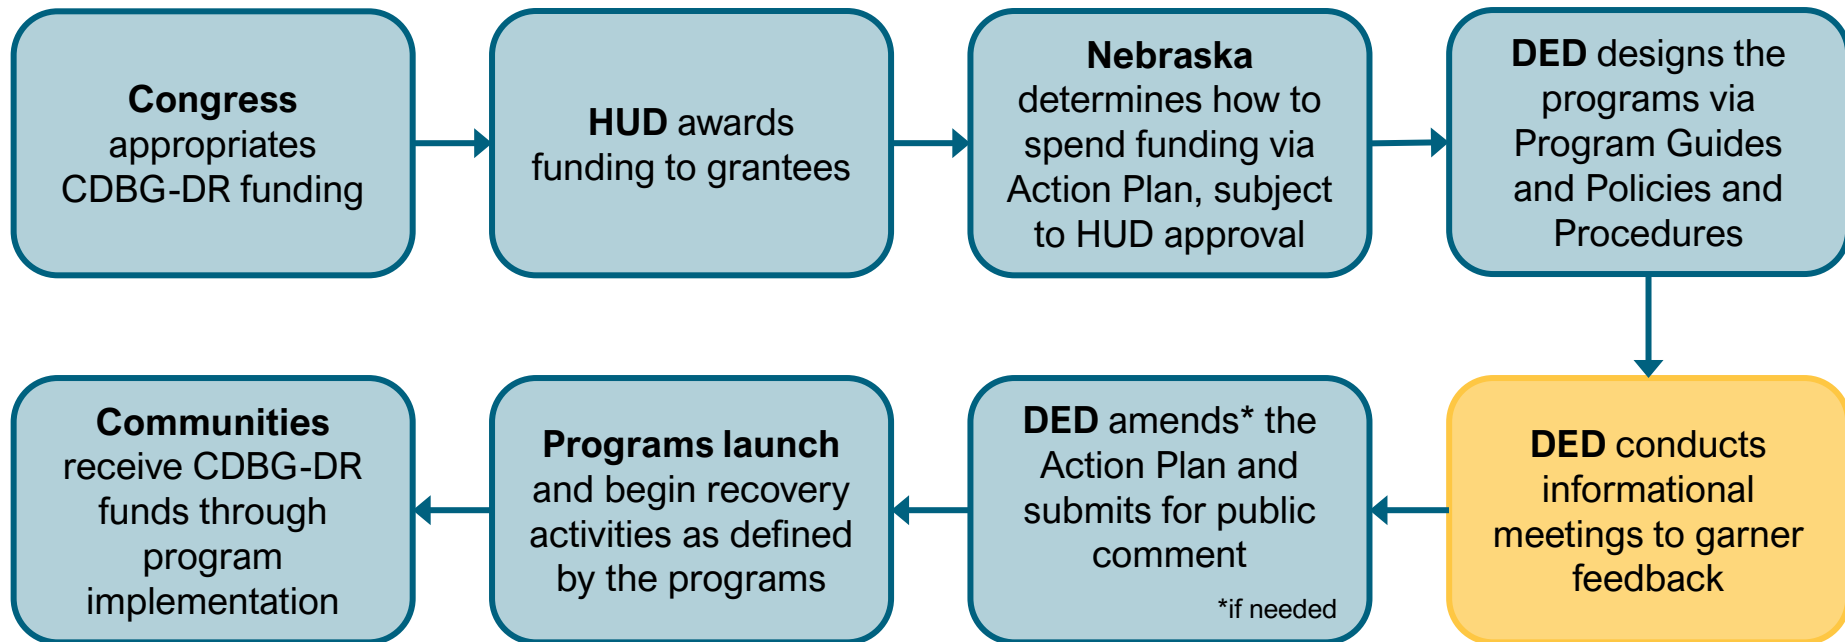 Congress
appropriates
CDBG-DR funding
HUD awards
funding to grantees
Nebraska
determines how to
spend funding via
Action Plan, subject
to HUD approval
DED designs the
programs via
Program Guides
and Policies and
Procedures
DED conducts
informational
meetings to garner
feedback
DED amends* the
Action Plan and
submits for public
comment
*if needed
Programs launch
and begin recovery
activities as defined
by the programs
Communities
receive CDBG-DR
funds through
program
implementation